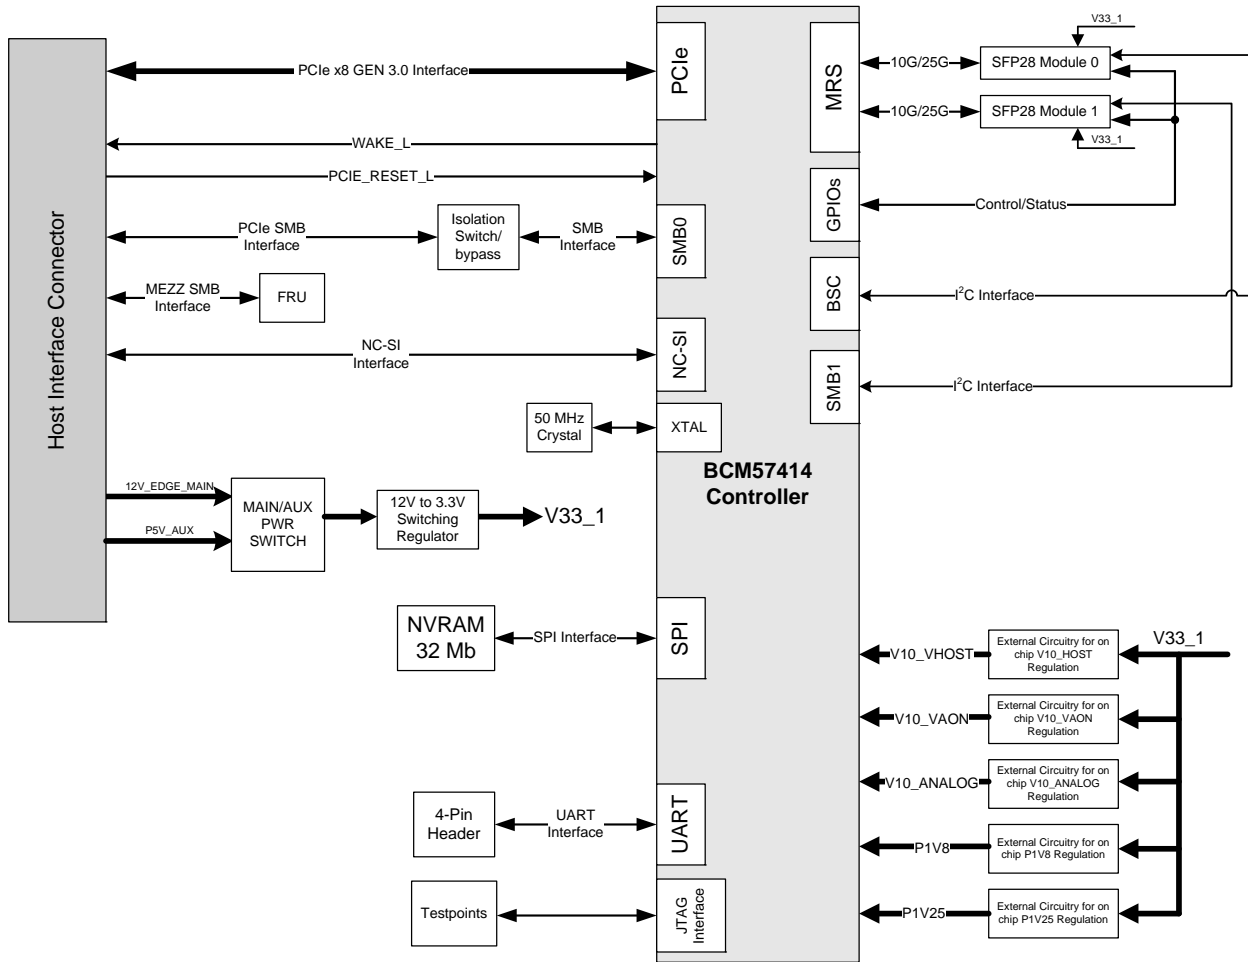 Host Interface Connector
PCIe x8 GEN 3.0 Interface
WAKE_L
PCIE_RESET_L
PCIe SMB
Interface
Isolation
Switch/
bypass
SMB
Interface
MEZZ SMB
Interface
FRU
NC-SI
Interface
50 MHz
Crystal
12V_EDGE_MAIN
P5V_AUX
MAIN/AUX
PWR
SWITCH
12V to 3.3V
Switching
Regulator
V33_1
NVRAM
32 Mb
SPI Interface
4-Pin
Header
UART
Interface
Testpoints
PCIe
SMB0
NC-SI
XTAL
SPI
UART
JTAG
Interface
BCM57414
Controller
MRS
GPIOs
BSC
SMB1
10G/25G
10G/25G
V33_1
SFP28 Module 0
SFP28 Module 1
V33_1
Control/Status
I²C Interface
I²C Interface
V33_1
V10_VHOST
External Circuitry for on
chip V10_HOST
Regulation
V10_VAON
External Circuitry for on
chip V10_VAON
Regulation
V10_ANALOG
External Circuitry for on
chip V10_ANALOG
Regulation
P1V8
External Circuitry for on
chip P1V8 Regulation
P1V25
External Circuitry for on
chip P1V25 Regulation